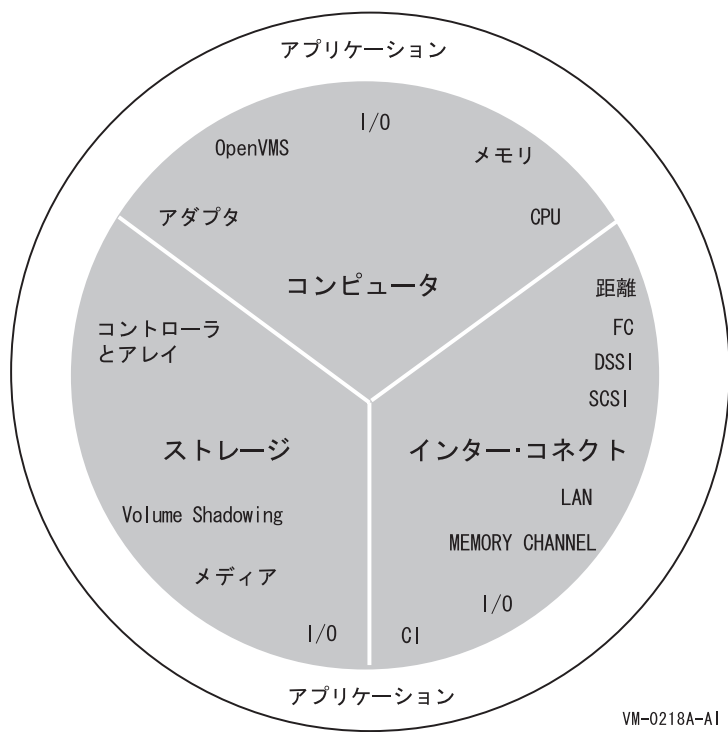 アプリケーション
I/O
OpenVMS
メモリ
アダプタ
CPU
コンピュータ
距離
FC
DSSI
SCSI
コントローラ
とアレイ
ストレージ
インター・コネクト
LAN
Volume Shadowing
MEMORY CHANNEL
メディア
I/O
I/O
CI
アプリケーション
VM-0218A-AI